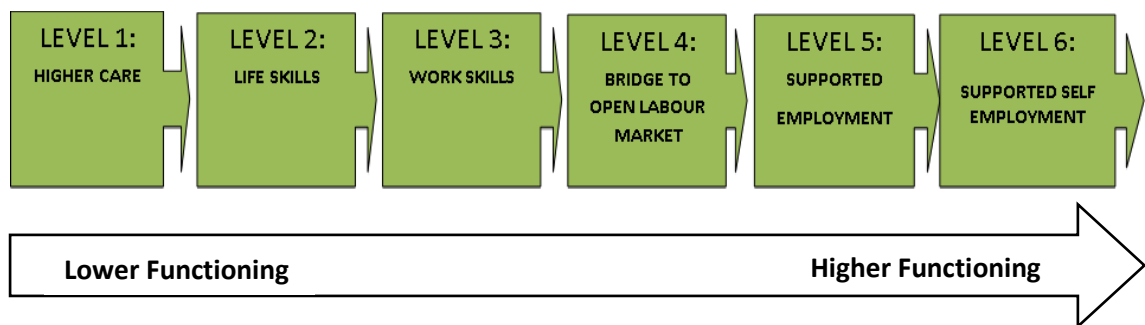 LEVEL 1:
HIGHER CARE
LEVEL 2:
LIFE SKILLS
LEVEL 3:
WORK SKILLS
LEVEL 4:
BRIDGE TO
OPEN LABOUR
MARKET
LEVEL 5:
SUPPORTED
EMPLOYMENT
LEVEL 6:
SUPPORTED SELF
EMPLOYMENT
Lower Functioning
Higher Functioning